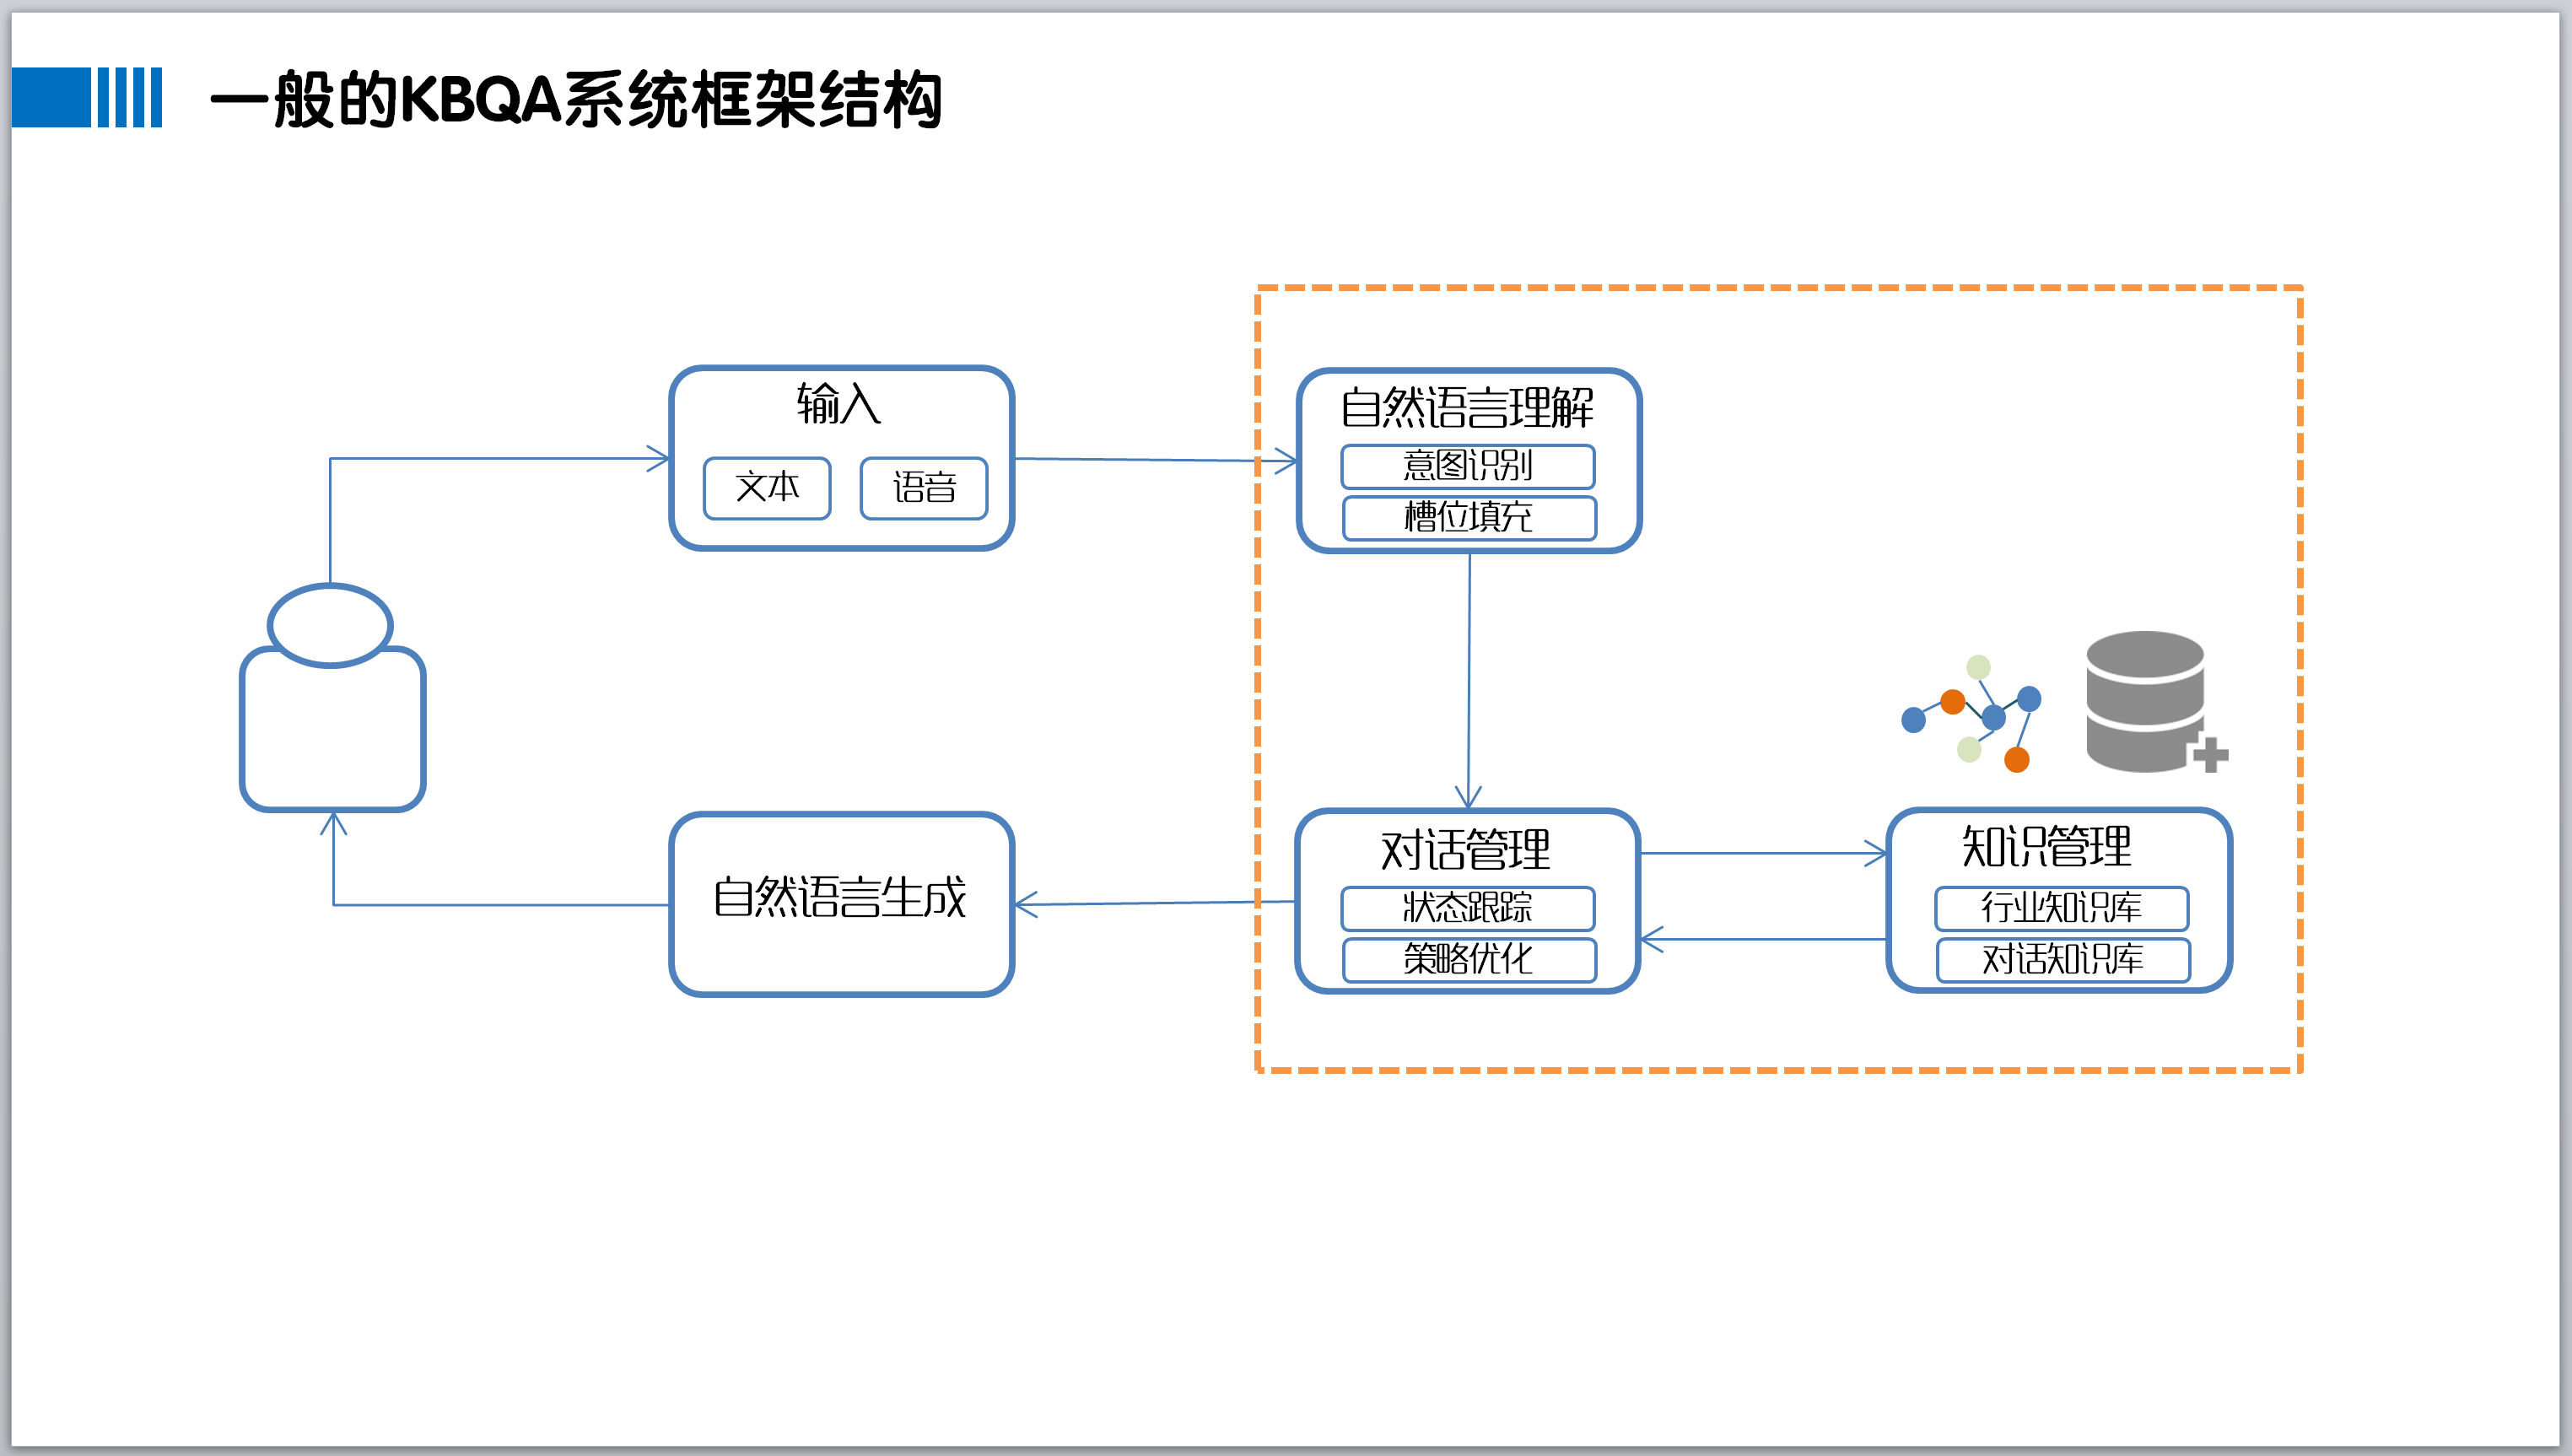 一般的KBQA系统框架结构
输入
文本
语音
自然语言理解
意图识别
槽位填充
对话管理
状态跟踪
策略优化
知识管理
行业知识库
对话知识库
自然语言生成